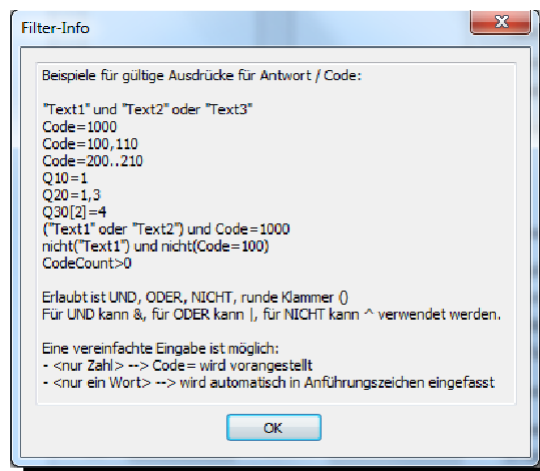 Filter-Info
Beispiele für gültige Ausdrücke für Antwort / Code:
"Text1" und "Text2" oder "Text3"
Code=1000
Code=100,110
Code=200..210
Q10=1
Q20=1,3
Q30[2]=4
("Text1" oder "Text2") und Code=1000
nicht("Text1") und nicht(Code=100)
CodeCount>0
Erlaubt ist UND, ODER, NICHT, runde Klammer ()
Für UND kann &, für ODER kann |, für NICHT kann ^ verwendet werden.
Eine vereinfachte Eingabe ist möglich:
- <nur Zahl> --> Code= wird vorangestellt
- <nur ein Wort> --> wird automatisch in Anführungszeichen eingefasst
OK